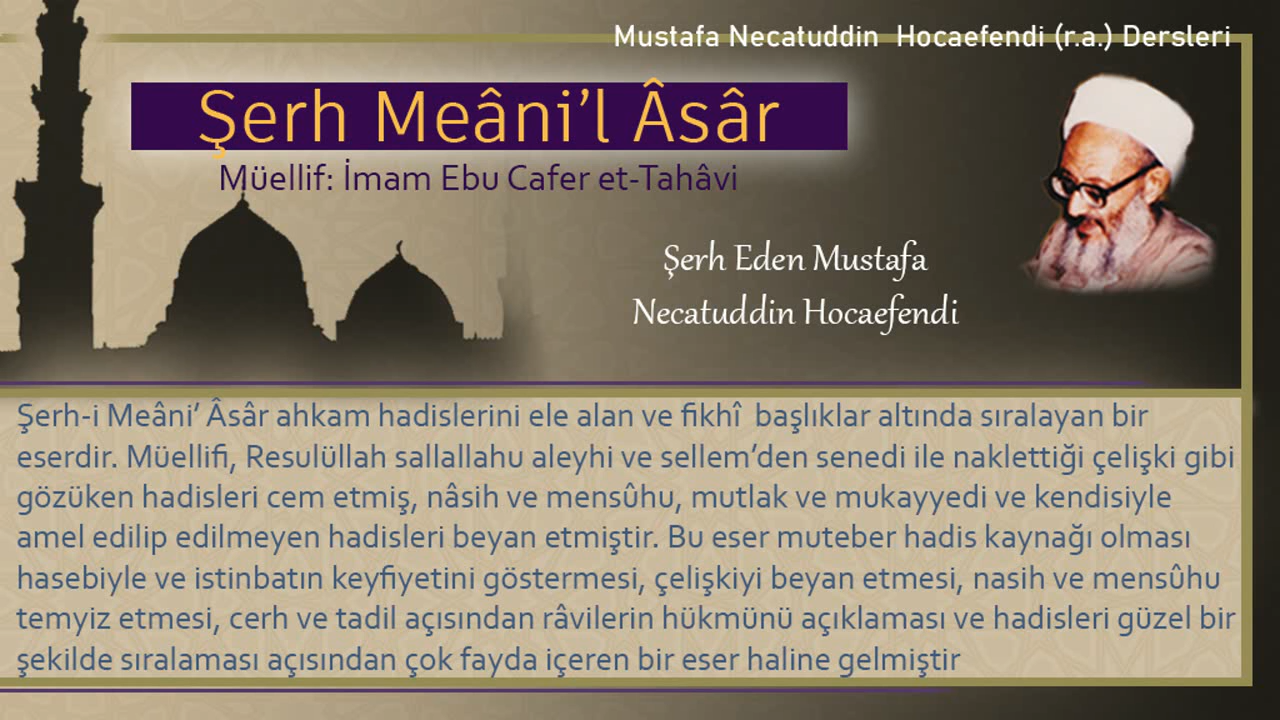 Mustafa Necatuddin Hocaefendi (r.a.) Dersleri
Şerh Meâni’l Âsâr
Müellif: İmam Ebu Cafer et-Tahâvi
Şerh Eden Mustafa
Necatuddin Hocaefendi
Şerh-i Meâni’ Âsâr ahkam hadislerini ele alan ve fikhî başlıklar altında sıralayan bir
eserdir. Müellifi, Resulüllah sallallahu aleyhi ve sellem’den senedi ile naklettiği çelişki gibi
gözüken hadisleri cem etmiş, nâsih ve mensûhu, mutlak ve mukayyedi ve kendisiyle
amel edilip edilmeyen hadisleri beyan etmiştir. Bu eser muteber hadis kaynağı olması
hasebiyle ve istinbatın keyfiyetini göstermesi, çelişkiyi beyan etmesi, nasih ve mensûhu
temyiz etmesi, cerh ve tadil açısından râvilerin hükmünü açıklaması ve hadisleri güzel bir
şekilde sıralaması açısından çok fayda içeren bir eser haline gelmiştir